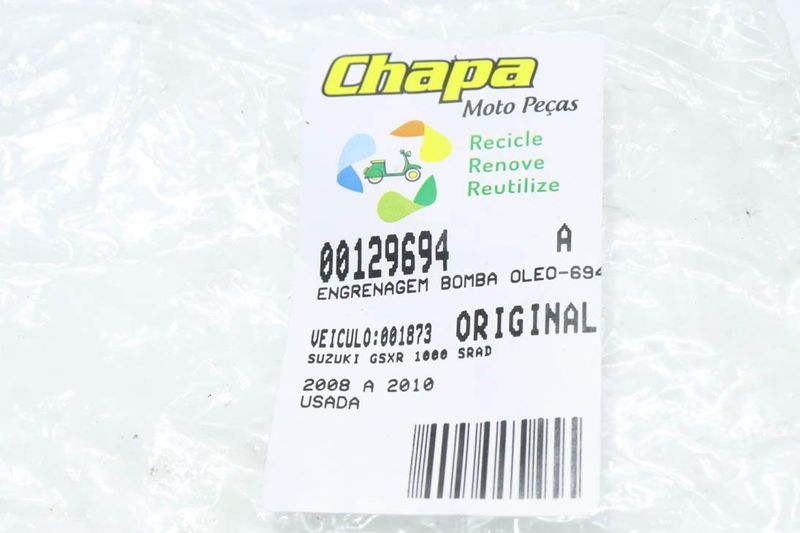 Chapa
Moto Peças
Recicle
Renove
Reutilize
00129694 A
ENGRENAGEM BOMBA OLEO-694
VEICULO:001873 ORIGINAL
SUZUKI GSXR 1000 SRAD
2008 A 2010
USADA